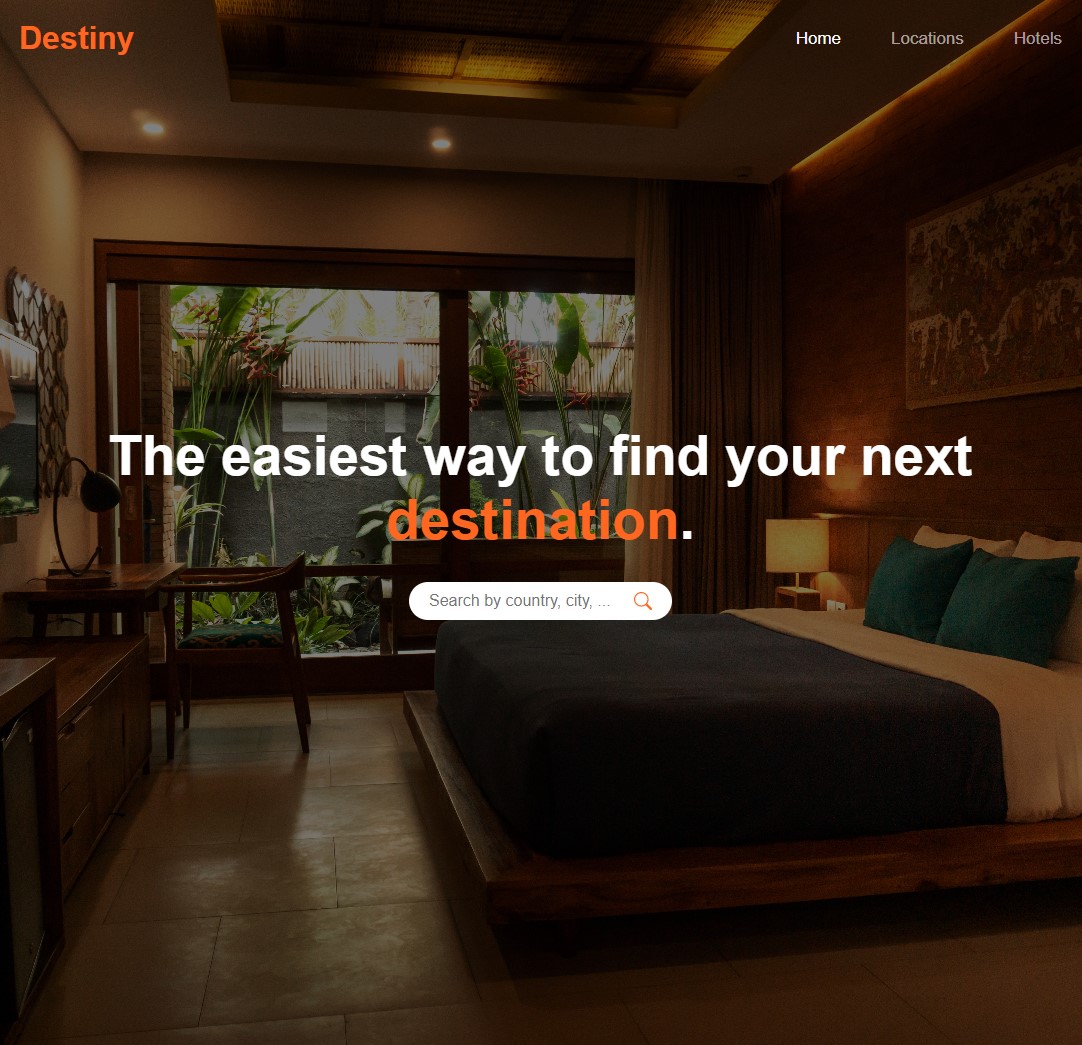 Destiny
Home Locations Hotels
The easiest way to find your next
destination.
Search by country, city, ...